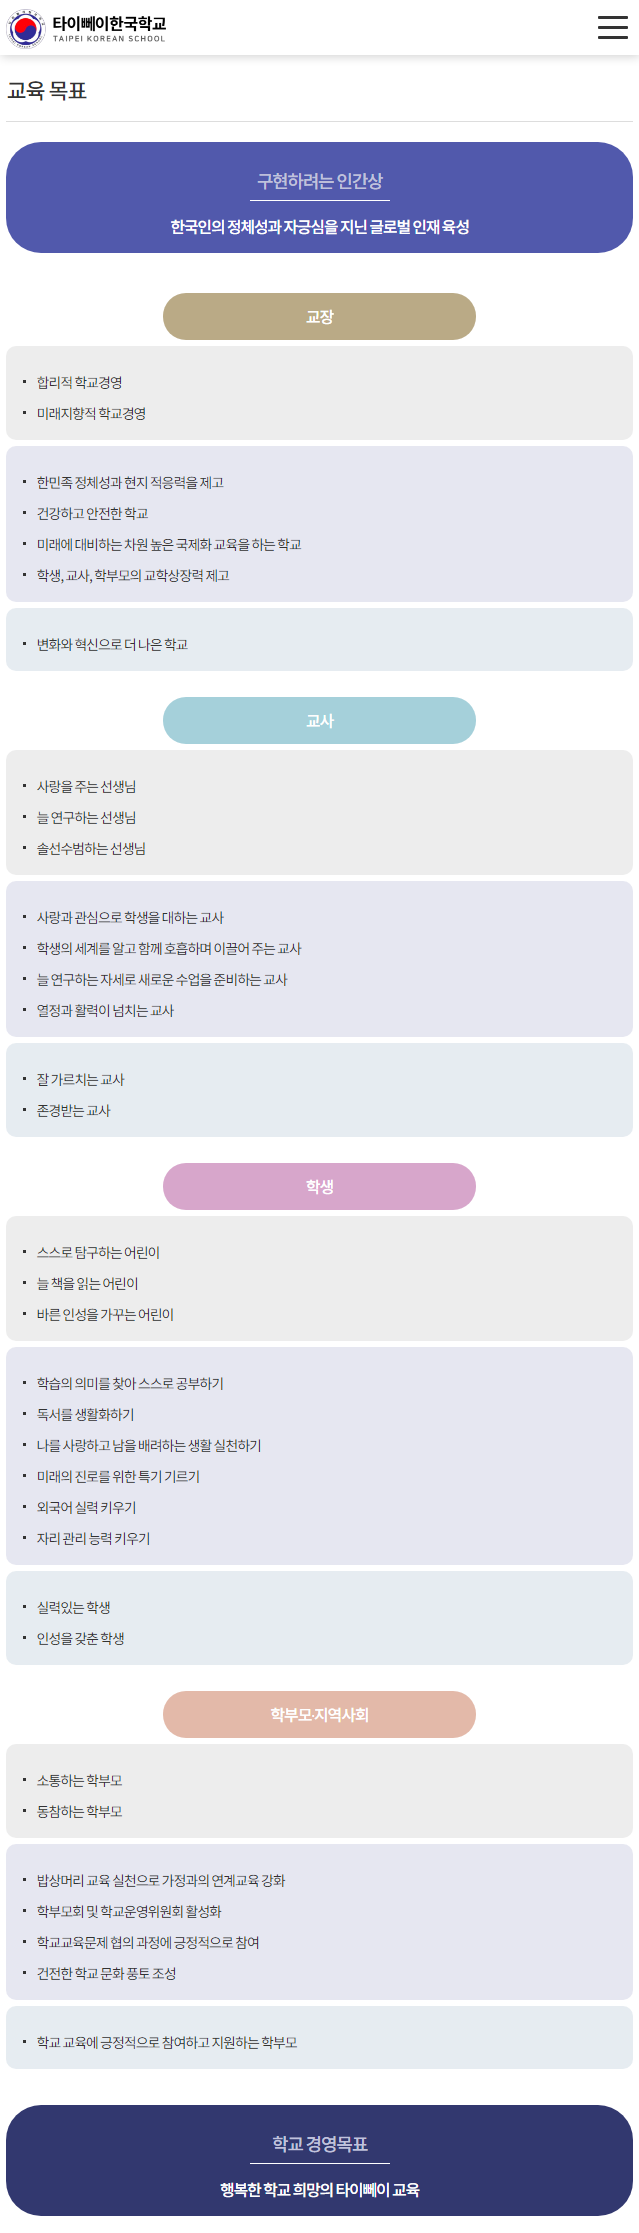 타이뻬이한국학교
TAIPEI KOREAN SCHOOL
교육 목표
구현하려는 인간상
한국인의 정체성과 자긍심을 지닌 글로벌 인재 육성
교장
합리적 학교경영
미래지향적 학교경영
한민족 정체성과 현지 적응력을 제고
건강하고 안전한 학교
미래에 대비하는 차원 높은 국제화 교육을 하는 학교
학생, 교사, 학부모의 교학상장력 제고
변화와 혁신으로 더 나은 학교
교사
사랑을 주는 선생님
늘 연구하는 선생님
솔선수범하는 선생님
사랑과 관심으로 학생을 대하는 교사
학생의 세계를 알고 함께 호흡하며 이끌어 주는 교사
늘 연구하는 자세로 새로운 수업을 준비하는 교사
열정과 활력이 넘치는 교사
잘 가르치는 교사
존경받는 교사
학생
스스로 탐구하는 어린이
늘 책을 읽는 어린이
바른 인성을 가꾸는 어린이
학습의 의미를 찾아 스스로 공부하기
독서를 생활화하기
나를 사랑하고 남을 배려하는 생활 실천하기
미래의 진로를 위한 특기 기르기
외국어 실력 키우기
자리 관리 능력 키우기
실력있는 학생
인성을 갖춘 학생
학부모·지역사회
소통하는 학부모
동참하는 학부모
밥상머리 교육 실천으로 가정과의 연계교육 강화
학부모회 및 학교운영위원회 활성화
학교교육문제 협의 과정에 긍정적으로 참여
건전한 학교 문화 풍토 조성
학교 교육에 긍정적으로 참여하고 지원하는 학부모
학교 경영목표
행복한 학교 희망의 타이뻬이 교육